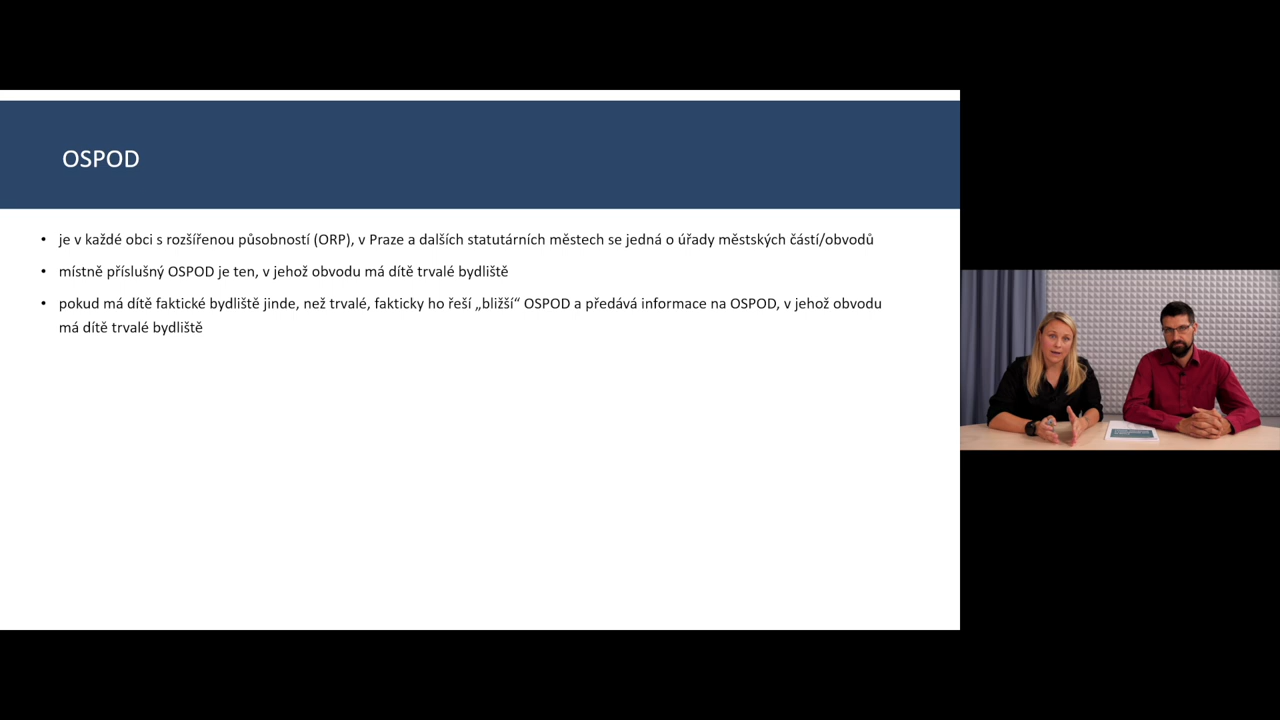 OSPOD
• je v každé obci s rozšířenou působností (ORP), v Praze a dalších statutárních městech se jedná o úřady městských částí/obvodů
• místně příslušný OSPOD je ten, v jehož obvodu má dítě trvalé bydliště
• pokud má dítě faktické bydliště jinde, než trvalé, fakticky ho řeší „bližší“ OSPOD a předává informace na OSPOD, v jehož obvodu
má dítě trvalé bydliště